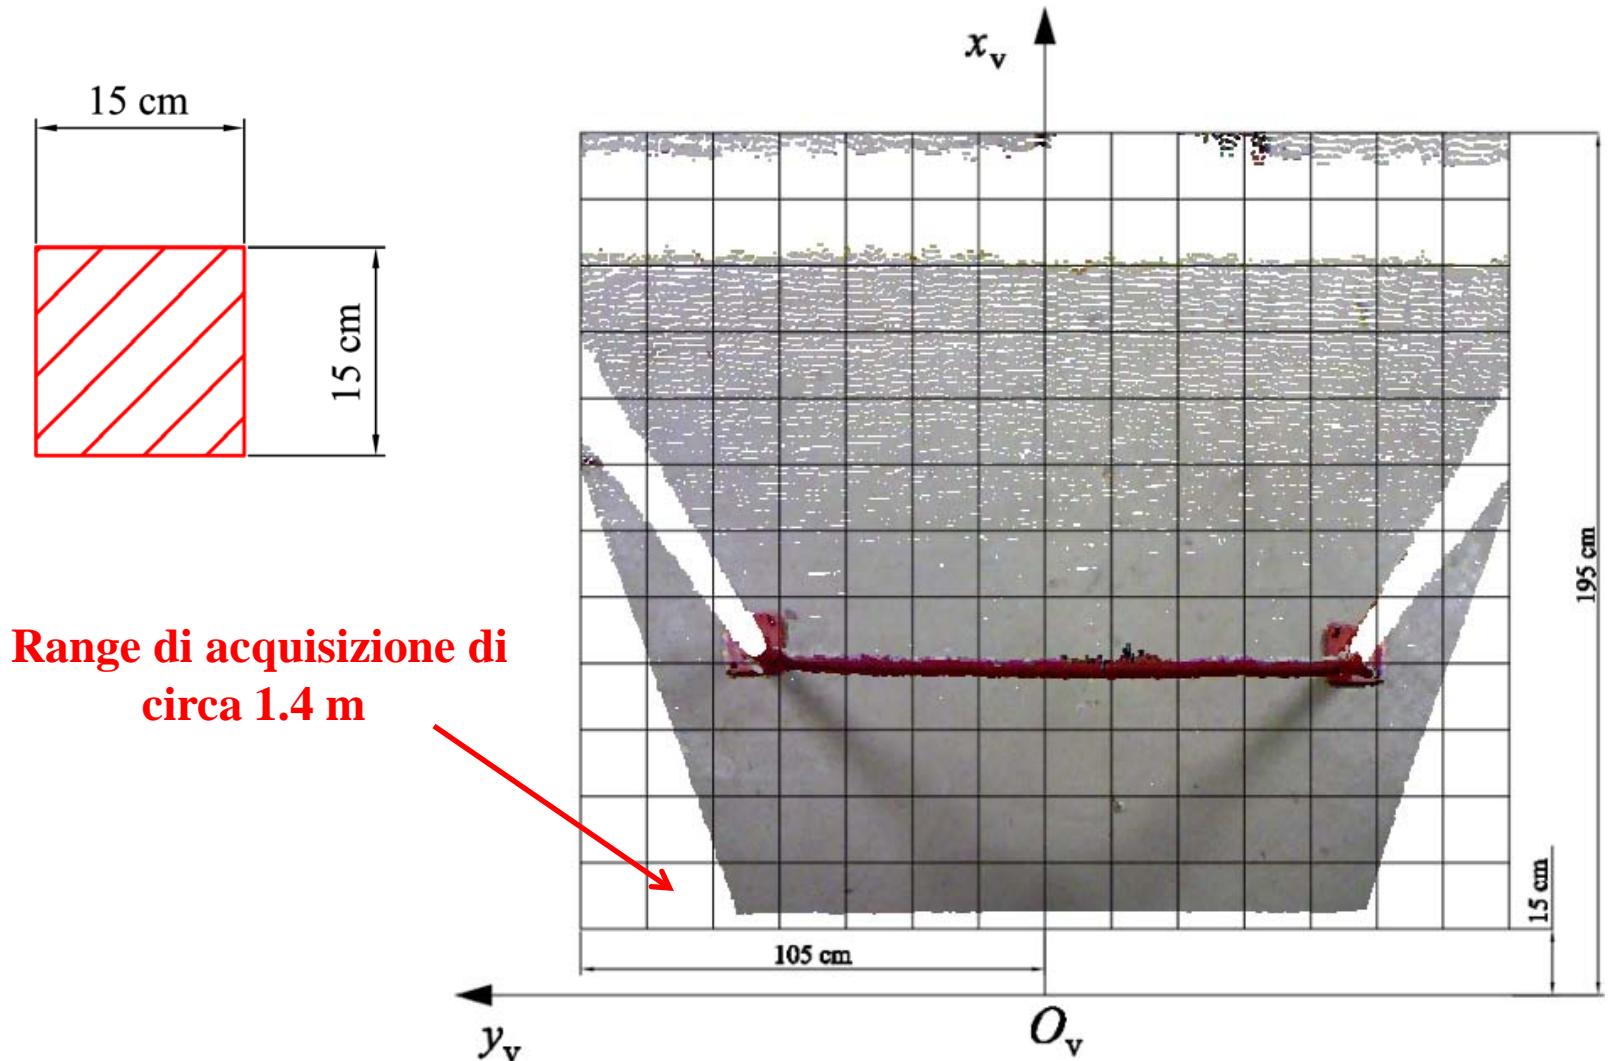 x_v
15 cm
15 cm
195 cm
Range di acquisizione di
circa 1.4 m
15 cm
105 cm
y_v
O_v